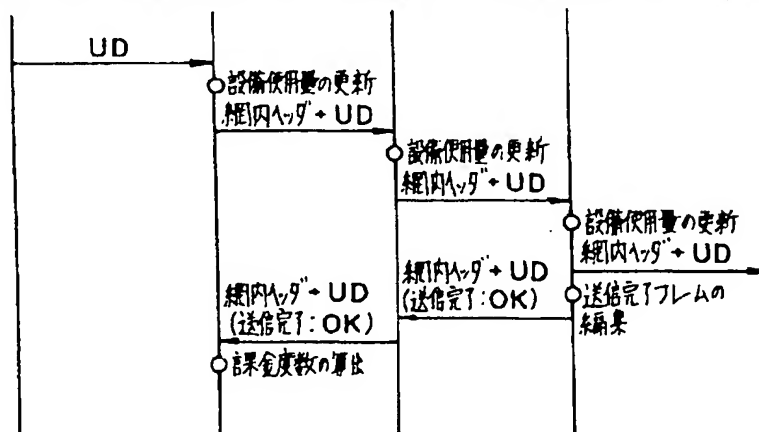 UD
設備使用量の更新
網内ヘッダ+UD
設備使用量の更新
網内ヘッダ+UD
設備使用量の更新
網内ヘッダ+UD
網内ヘッダ+UD
(送信完了:OK)
送信完了フレームの
編集
網内ヘッダ+UD
(送信完了:OK)
課金度数の算出